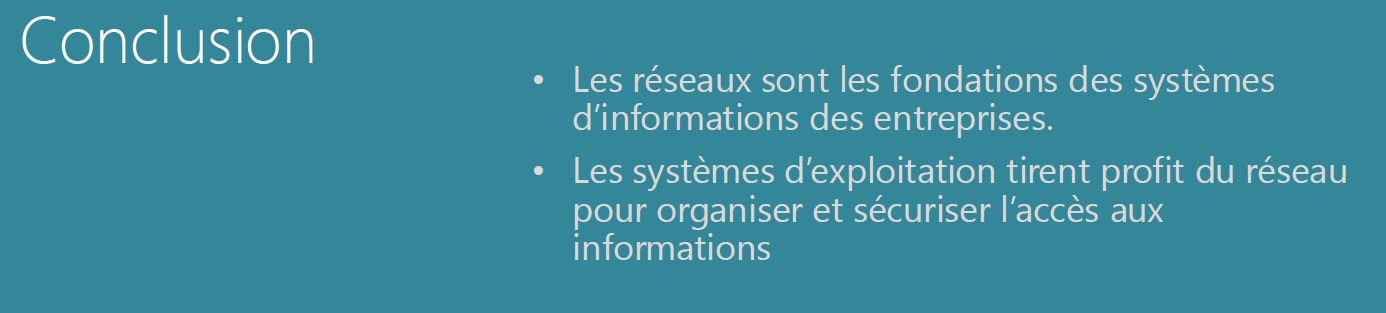 Conclusion
• Les réseaux sont les fondations des systèmes
d’informations des entreprises.
• Les systèmes d’exploitation tirent profit du réseau
pour organiser et sécuriser l’accès aux
informations